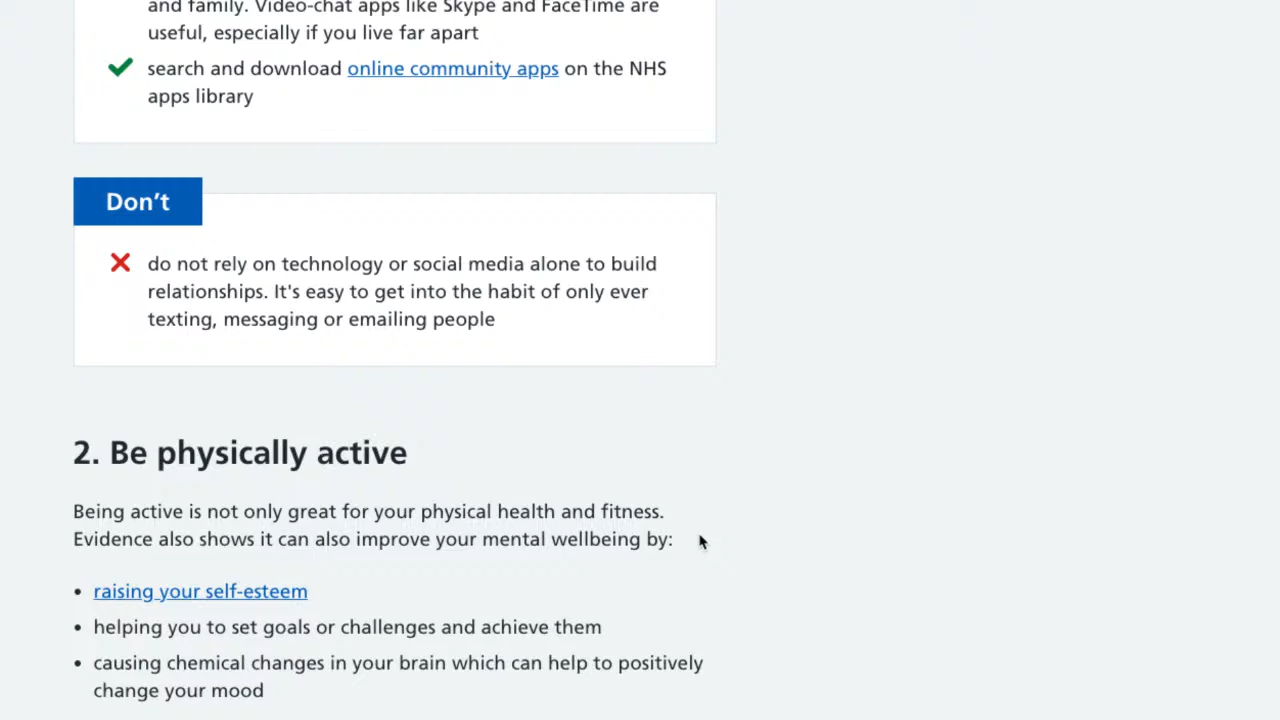 and family. Video-chat apps like Skype and FaceTime are
useful, especially if you live far apart
search and download online community apps on the NHS
apps library
Don't
do not rely on technology or social media alone to build
relationships. It's easy to get into the habit of only ever
texting, messaging or emailing people
2. Be physically active
Being active is not only great for your physical health and fitness.
Evidence also shows it can also improve your mental wellbeing by:
• raising your self-esteem
• helping you to set goals or challenges and achieve them
• causing chemical changes in your brain which can help to positively
change your mood